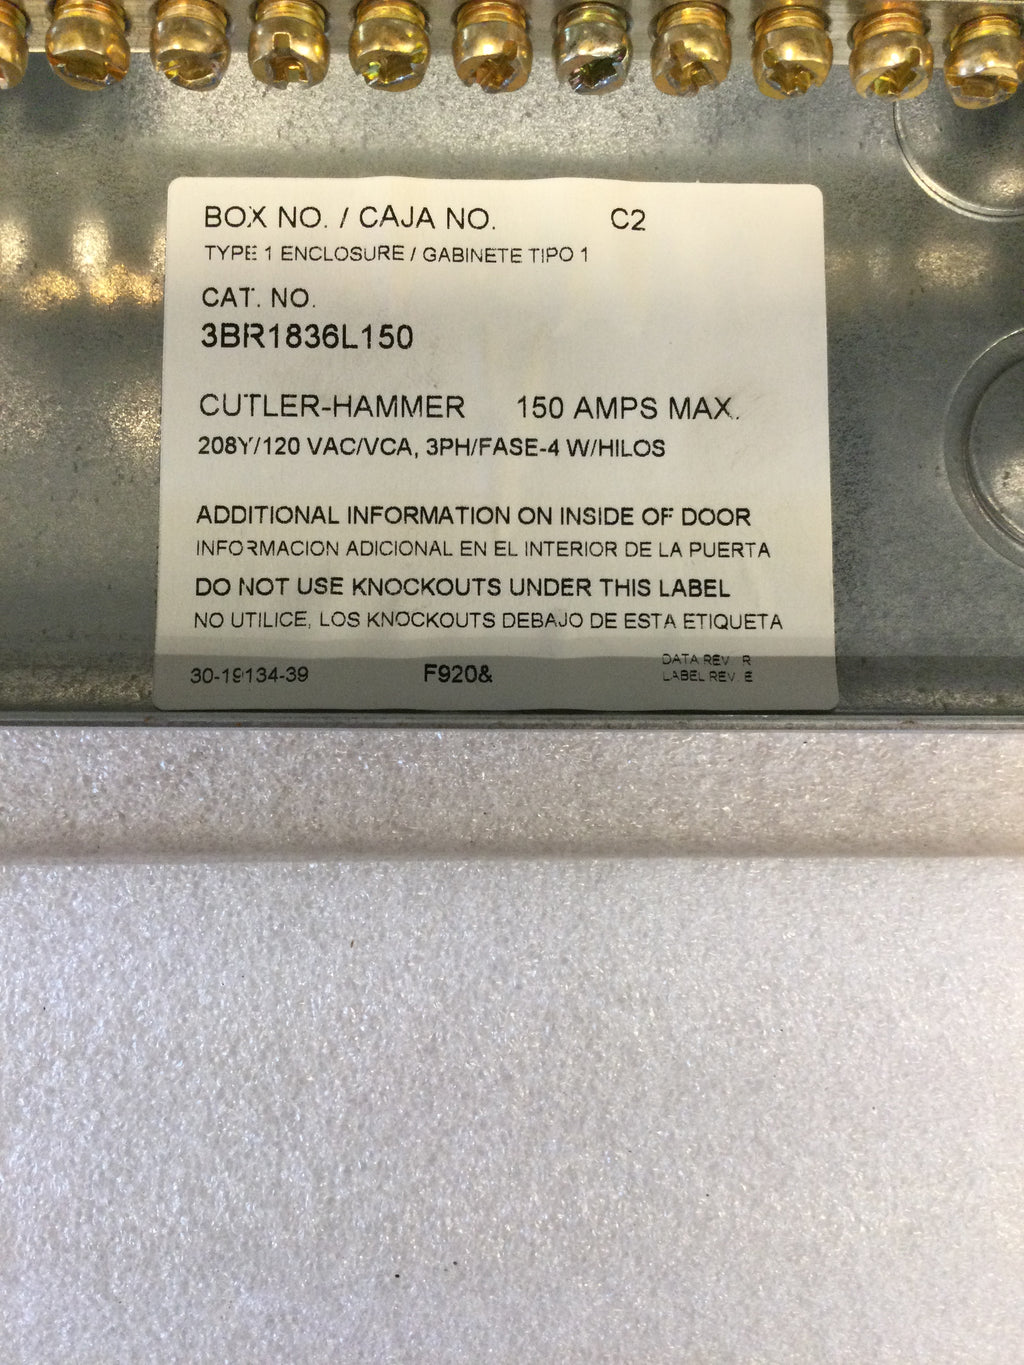 BOX NO. / CAJA NO. C2
TYPE 1 ENCLOSURE / GABINETE TIPO 1
CAT. NO.
3BR1836L150
CUTLER-HAMMER 150 AMPS MAX.
208Y/120 VAC/VCA, 3PH/FASE-4 W/HILOS
ADDITIONAL INFORMATION ON INSIDE OF DOOR
INFORMACION ADICIONAL EN EL INTERIOR DE LA PUERTA
DO NOT USE KNOCKOUTS UNDER THIS LABEL
NO UTILICE, LOS KNOCKOUTS DEBAJO DE ESTA ETIQUETA
DATA REV. R
30-19134-39 F920& LABEL REV. E